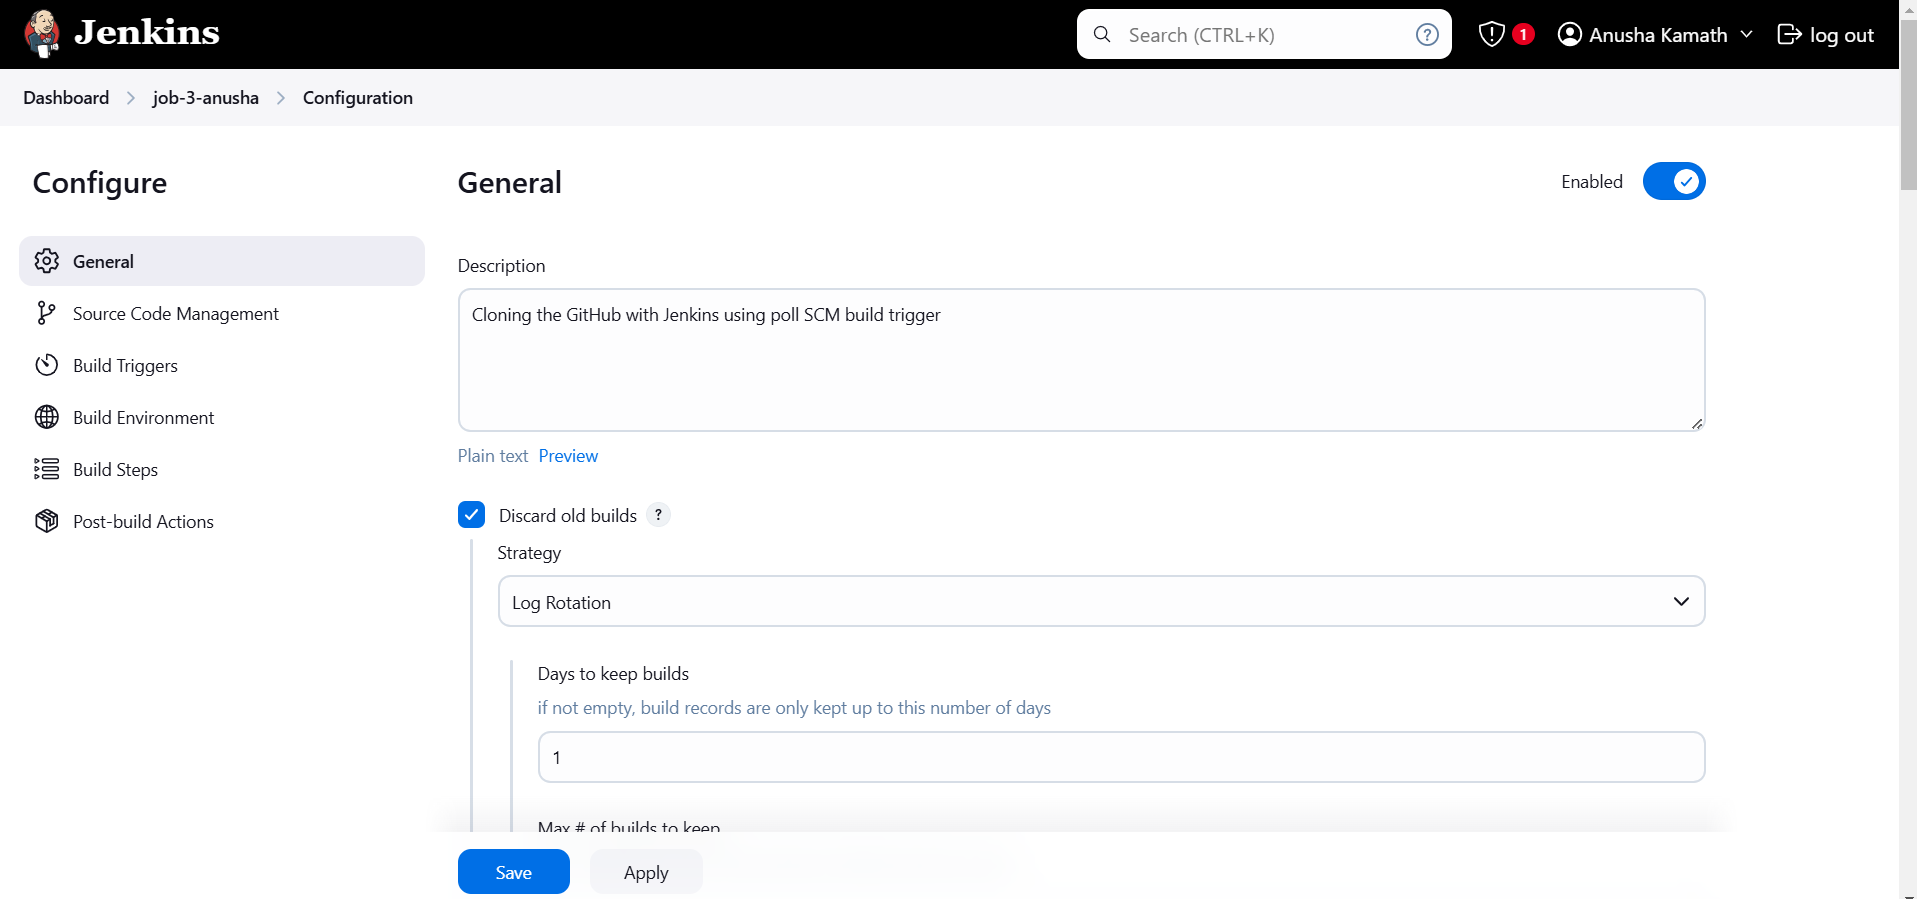 Jenkins
Search (CTRL+K)
?
1
Anusha Kamath
log out
Dashboard
job-3-anusha
Configuration
Configure
General
Source Code Management
Build Triggers
Build Environment
Build Steps
Post-build Actions
General
Enabled
Description
Cloning the GitHub with Jenkins using poll SCM build trigger
Plain text Preview
Discard old builds ?
Strategy
Log Rotation
Days to keep builds
if not empty, build records are only kept up to this number of days
1
Max # of builds to keep
Save
Apply